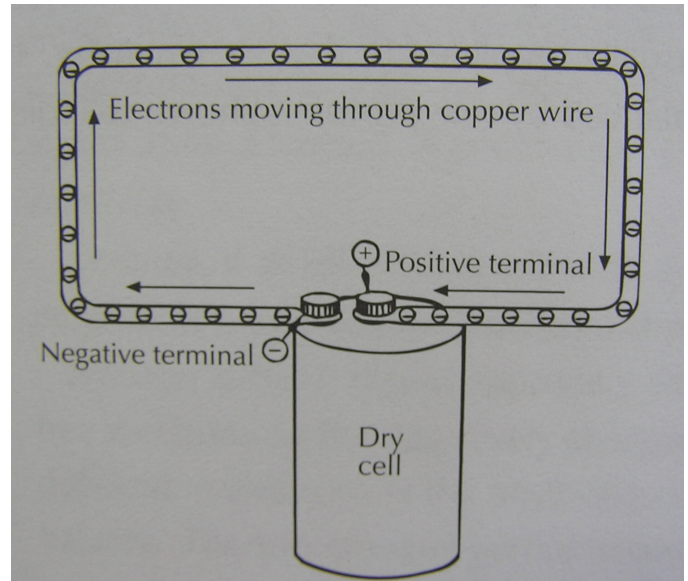 Electrons moving through copper wire
+ Positive terminal
Negative terminal −
Dry
cell